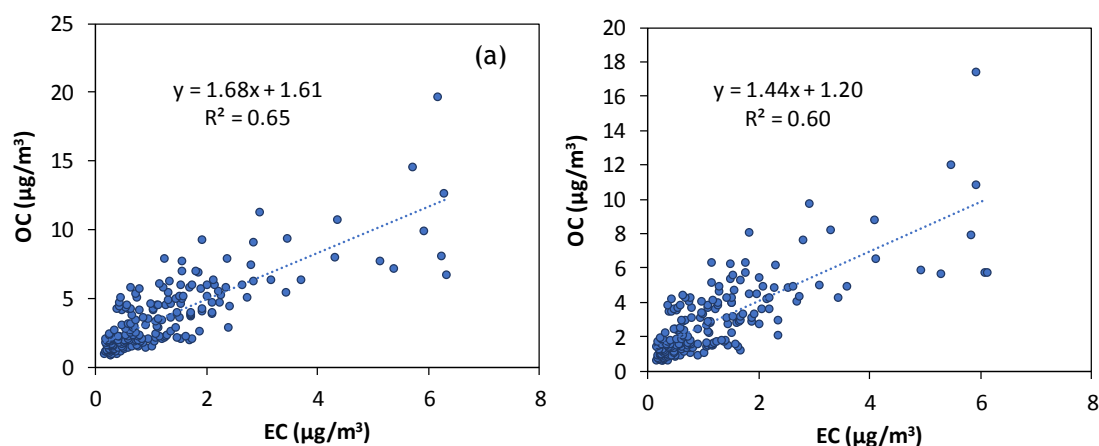 25
20
15
10
5
0
OC (µg/m³)
(a)
y = 1.68x + 1.61
R² = 0.65
0 2 4 6 8
EC (µg/m³)
20
18
16
14
12
10
8
6
4
2
0
OC (µg/m³)
y = 1.44x + 1.20
R² = 0.60
0 2 4 6 8
EC (µg/m³)